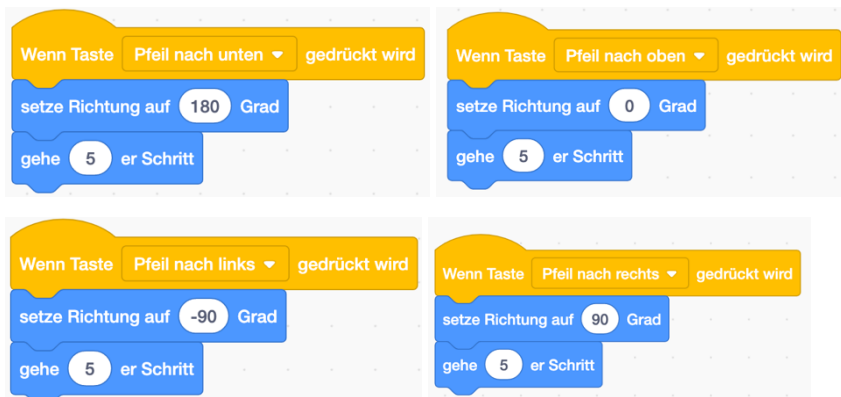 Wenn Taste Pfeil nach unten gedrückt wird
setze Richtung auf 180 Grad
gehe 5 er Schritt
Wenn Taste Pfeil nach oben gedrückt wird
setze Richtung auf 0 Grad
gehe 5 er Schritt
Wenn Taste Pfeil nach links gedrückt wird
setze Richtung auf -90 Grad
gehe 5 er Schritt
Wenn Taste Pfeil nach rechts gedrückt wird
setze Richtung auf 90 Grad
gehe 5 er Schritt